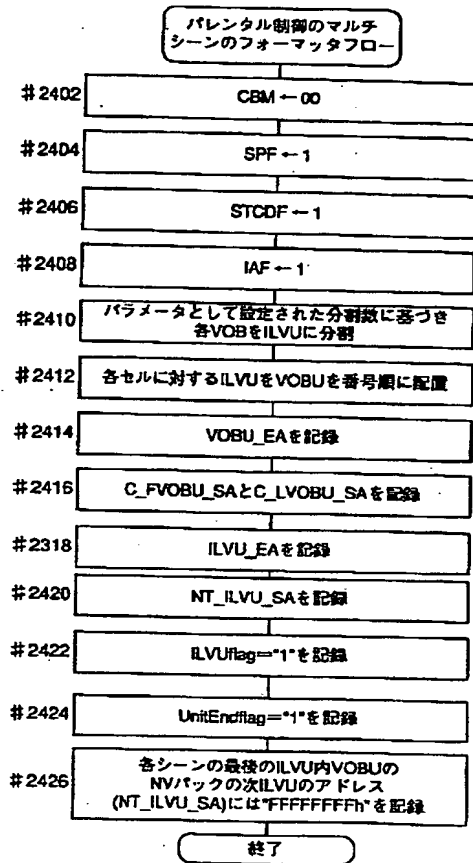 パレンタル制御のマルチ
シーンのフォーマッタフロー
#2402
CBM ← 00
#2404
SPF ← 1
#2406
STCDF ← 1
#2408
IAF ← 1
#2410
パラメータとして設定された分割数に基づき
各VOBをILVUに分割
#2412
各セルに対するILVUをVOBUを番号順に配置
#2414
VOBU_EAを記録
#2416
C_FVOBU_SAとC_LVOBU_SAを記録
#2318
ILVU_EAを記録
#2420
NT_ILVU_SAを記録
#2422
ILVUflag="1"を記録
#2424
UnitEndflag="1"を記録
#2426
各シーンの最後のILVU内VOBUの
NVパックの次ILVUのアドレス
(NT_ILVU_SA)には"FFFFFFFFh"を記録
終了